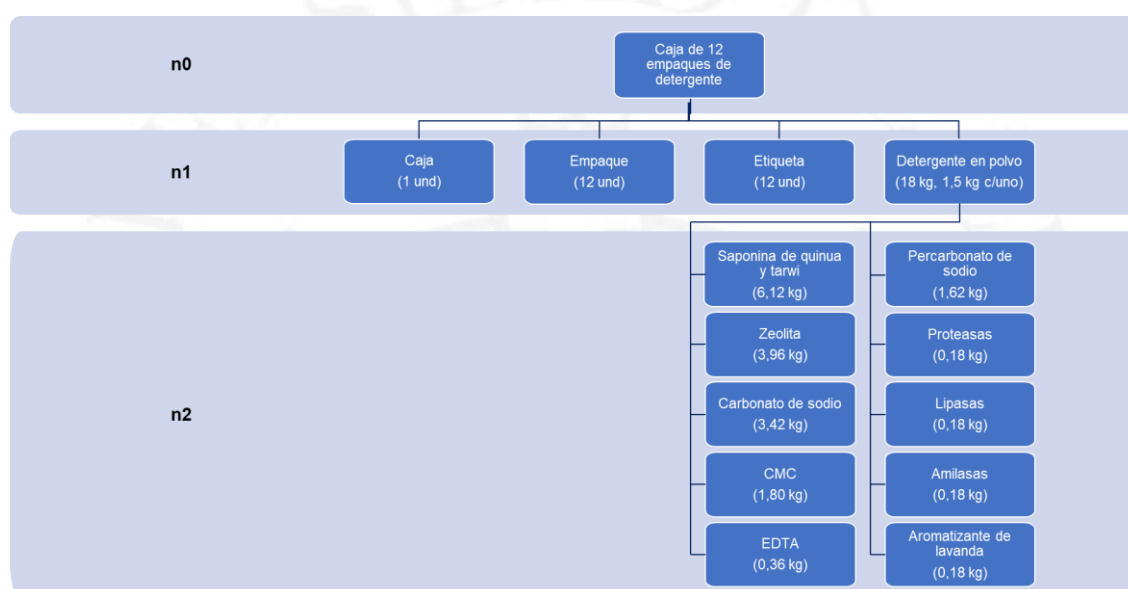 n0
Caja de 12
empaques de
detergente
n1
Caja
(1 und)
Empaque
(12 und)
Etiqueta
(12 und)
Detergente en polvo
(18 kg, 1,5 kg c/uno)
n2
Saponina de quinua
y tarwi
(6,12 kg)
Zeolita
(3,96 kg)
Carbonato de sodio
(3,42 kg)
CMC
(1,80 kg)
EDTA
(0,36 kg)
Percarbonato de
sodio
(1,62 kg)
Proteasas
(0,18 kg)
Lipasas
(0,18 kg)
Amilasas
(0,18 kg)
Aromatizante de
lavanda
(0,18 kg)